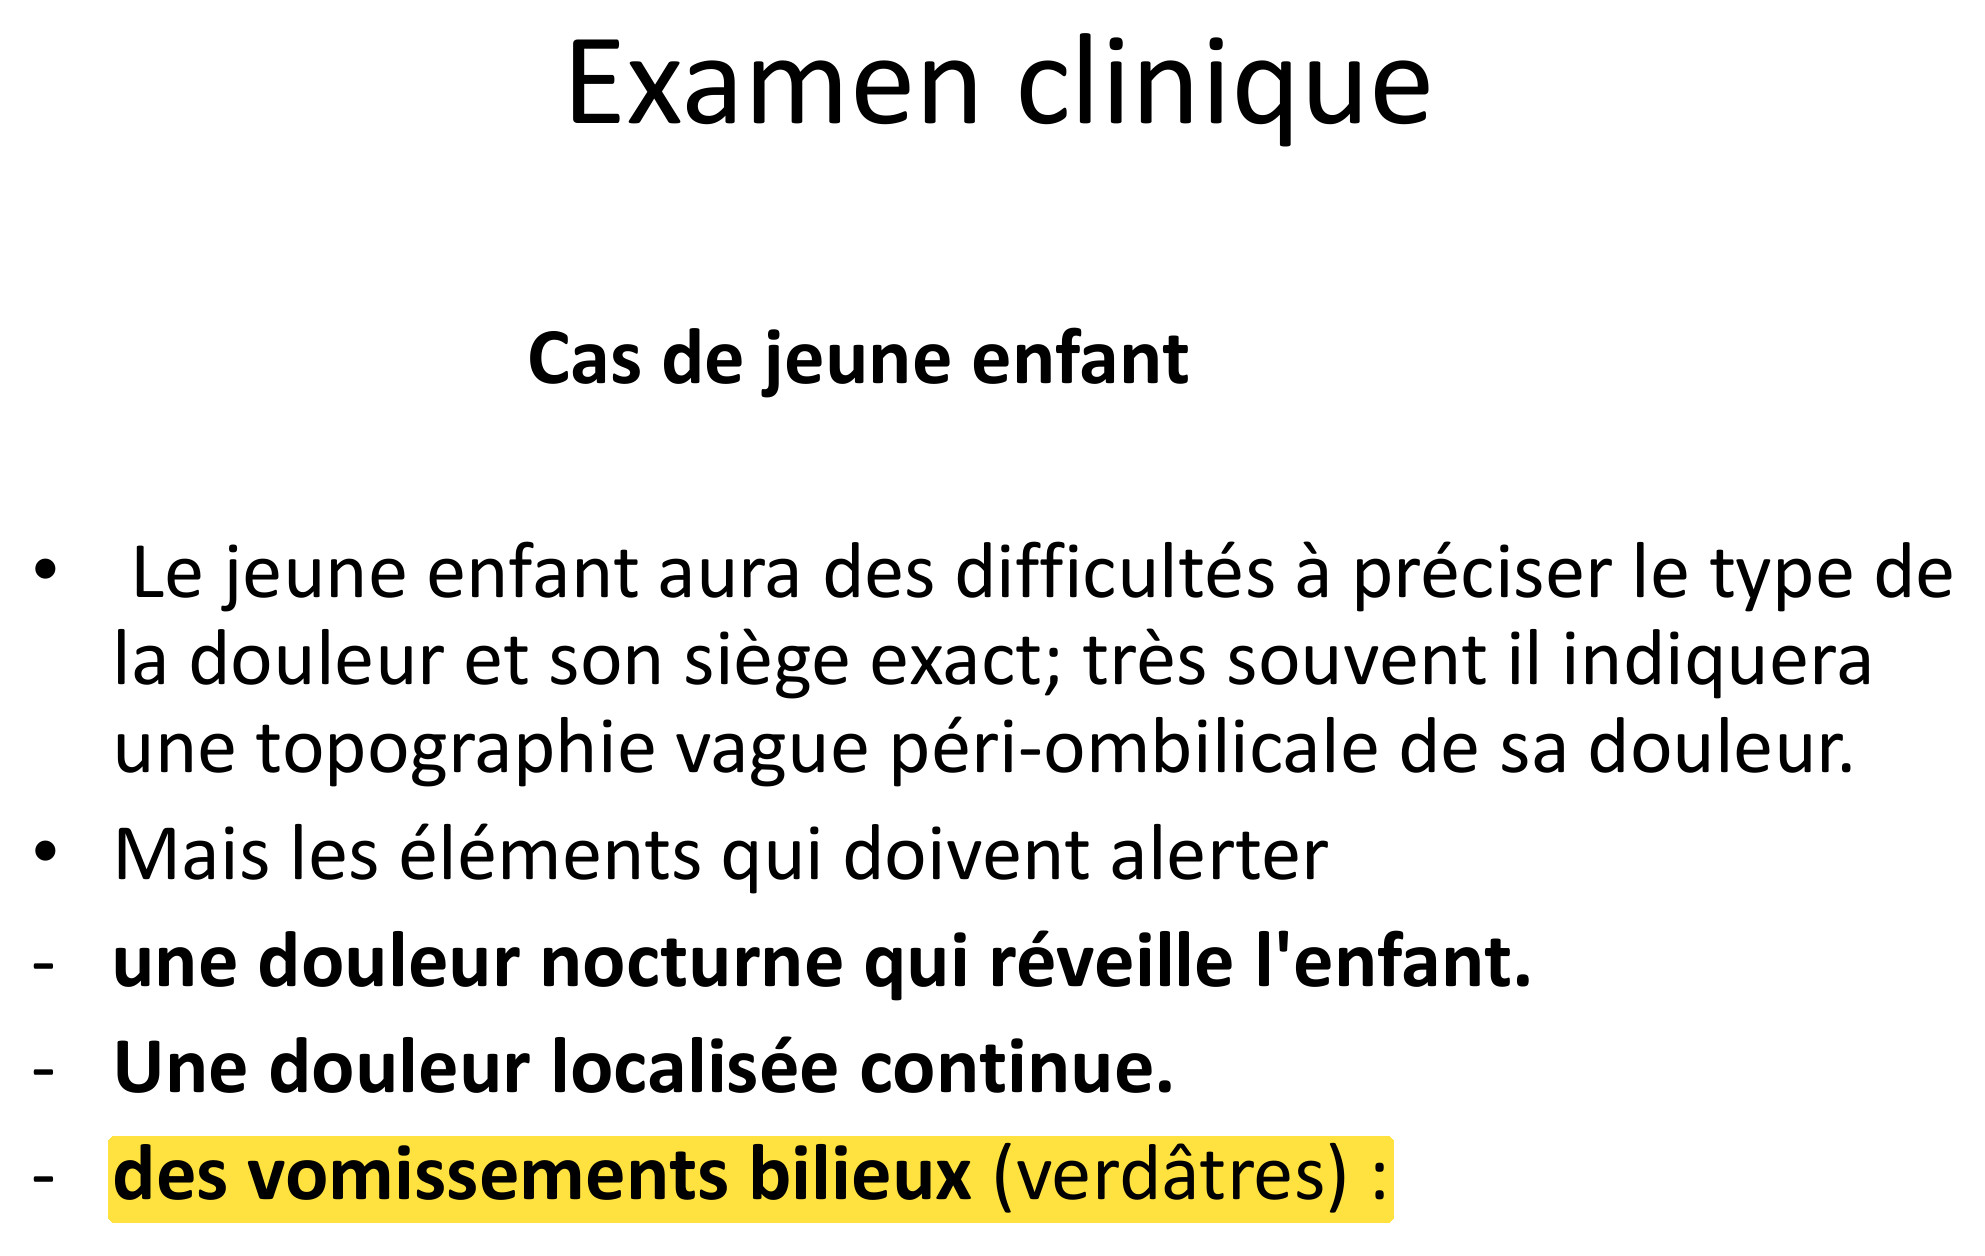 Examen clinique
Cas de jeune enfant
• Le jeune enfant aura des difficultés à préciser le type de
la douleur et son siège exact; très souvent il indiquera
une topographie vague péri-ombilicale de sa douleur.
• Mais les éléments qui doivent alerter
- une douleur nocturne qui réveille l'enfant.
- Une douleur localisée continue.
- des vomissements bilieux (verdâtres) :